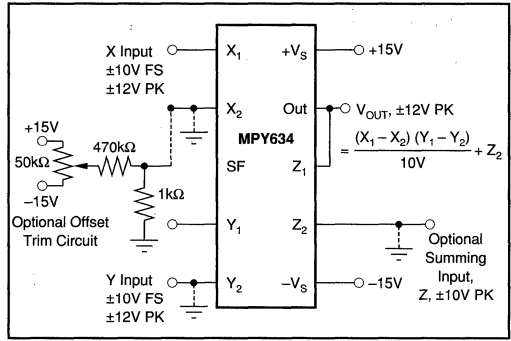 X Input
±10V FS
±12V PK
X₁
+V_S
+15V
X₂
Out
V_OUT, ±12V PK
MPY634
= (X₁ – X₂) (Y₁ – Y₂) / 10V + Z₂
+15V
470kΩ
50kΩ
SF
Z₁
–15V
1kΩ
Optional Offset
Trim Circuit
Y₁
Z₂
Optional
Summing
Input,
Z, ±10V PK
Y Input
±10V FS
±12V PK
Y₂
–V_S
–15V